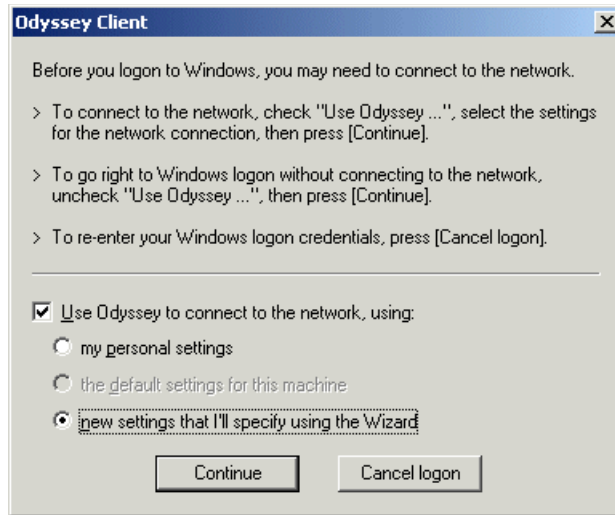 Odyssey Client
Before you logon to Windows, you may need to connect to the network.
> To connect to the network, check "Use Odyssey ...", select the settings
for the network connection, then press [Continue].
> To go right to Windows logon without connecting to the network,
uncheck "Use Odyssey ...", then press [Continue].
> To re-enter your Windows logon credentials, press [Cancel logon].
Use Odyssey to connect to the network, using:
my personal settings
the default settings for this machine
new settings that I'll specify using the Wizard
Continue
Cancel logon